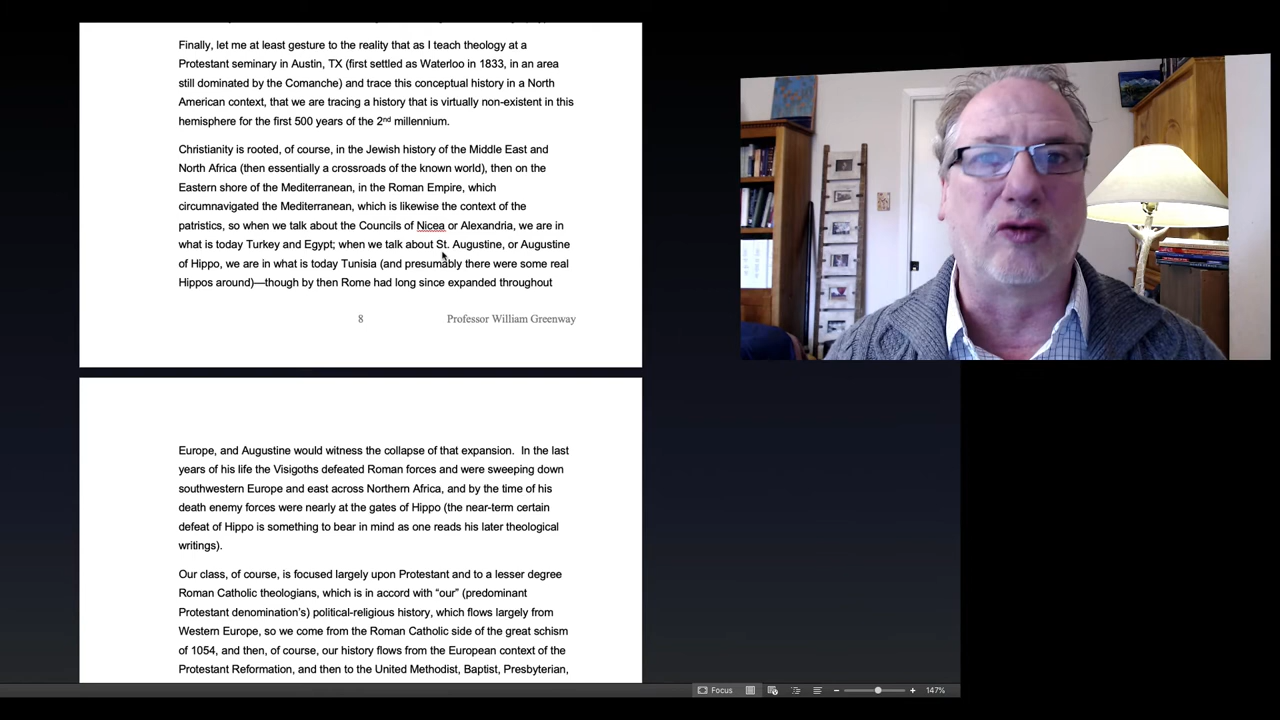 Finally, let me at least gesture to the reality that as I teach theology at a
Protestant seminary in Austin, TX (first settled as Waterloo in 1833, in an area
still dominated by the Comanche) and trace this conceptual history in a North
American context, that we are tracing a history that is virtually non-existent in this
hemisphere for the first 500 years of the 2nd millennium.
Christianity is rooted, of course, in the Jewish history of the Middle East and
North Africa (then essentially a crossroads of the known world), then on the
Eastern shore of the Mediterranean, in the Roman Empire, which
circumnavigated the Mediterranean, which is likewise the context of the
patristics, so when we talk about the Councils of Nicea or Alexandria, we are in
what is today Turkey and Egypt; when we talk about St. Augustine, or Augustine
of Hippo, we are in what is today Tunisia (and presumably there were some real
Hippos around)—though by then Rome had long since expanded throughout
8 Professor William Greenway
Europe, and Augustine would witness the collapse of that expansion.  In the last
years of his life the Visigoths defeated Roman forces and were sweeping down
southwestern Europe and east across Northern Africa, and by the time of his
death enemy forces were nearly at the gates of Hippo (the near-term certain
defeat of Hippo is something to bear in mind as one reads his later theological
writings).
Our class, of course, is focused largely upon Protestant and to a lesser degree
Roman Catholic theologians, which is in accord with “our” (predominant
Protestant denomination’s) political-religious history, which flows largely from
Western Europe, so we come from the Roman Catholic side of the great schism
of 1054, and then, of course, our history flows from the European context of the
Protestant Reformation, and then to the United Methodist, Baptist, Presbyterian,
Focus 147%